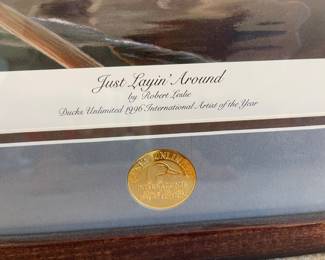 Just Layin' Around
by Robert Leslie
Ducks Unlimited 1996 International Artist of the Year